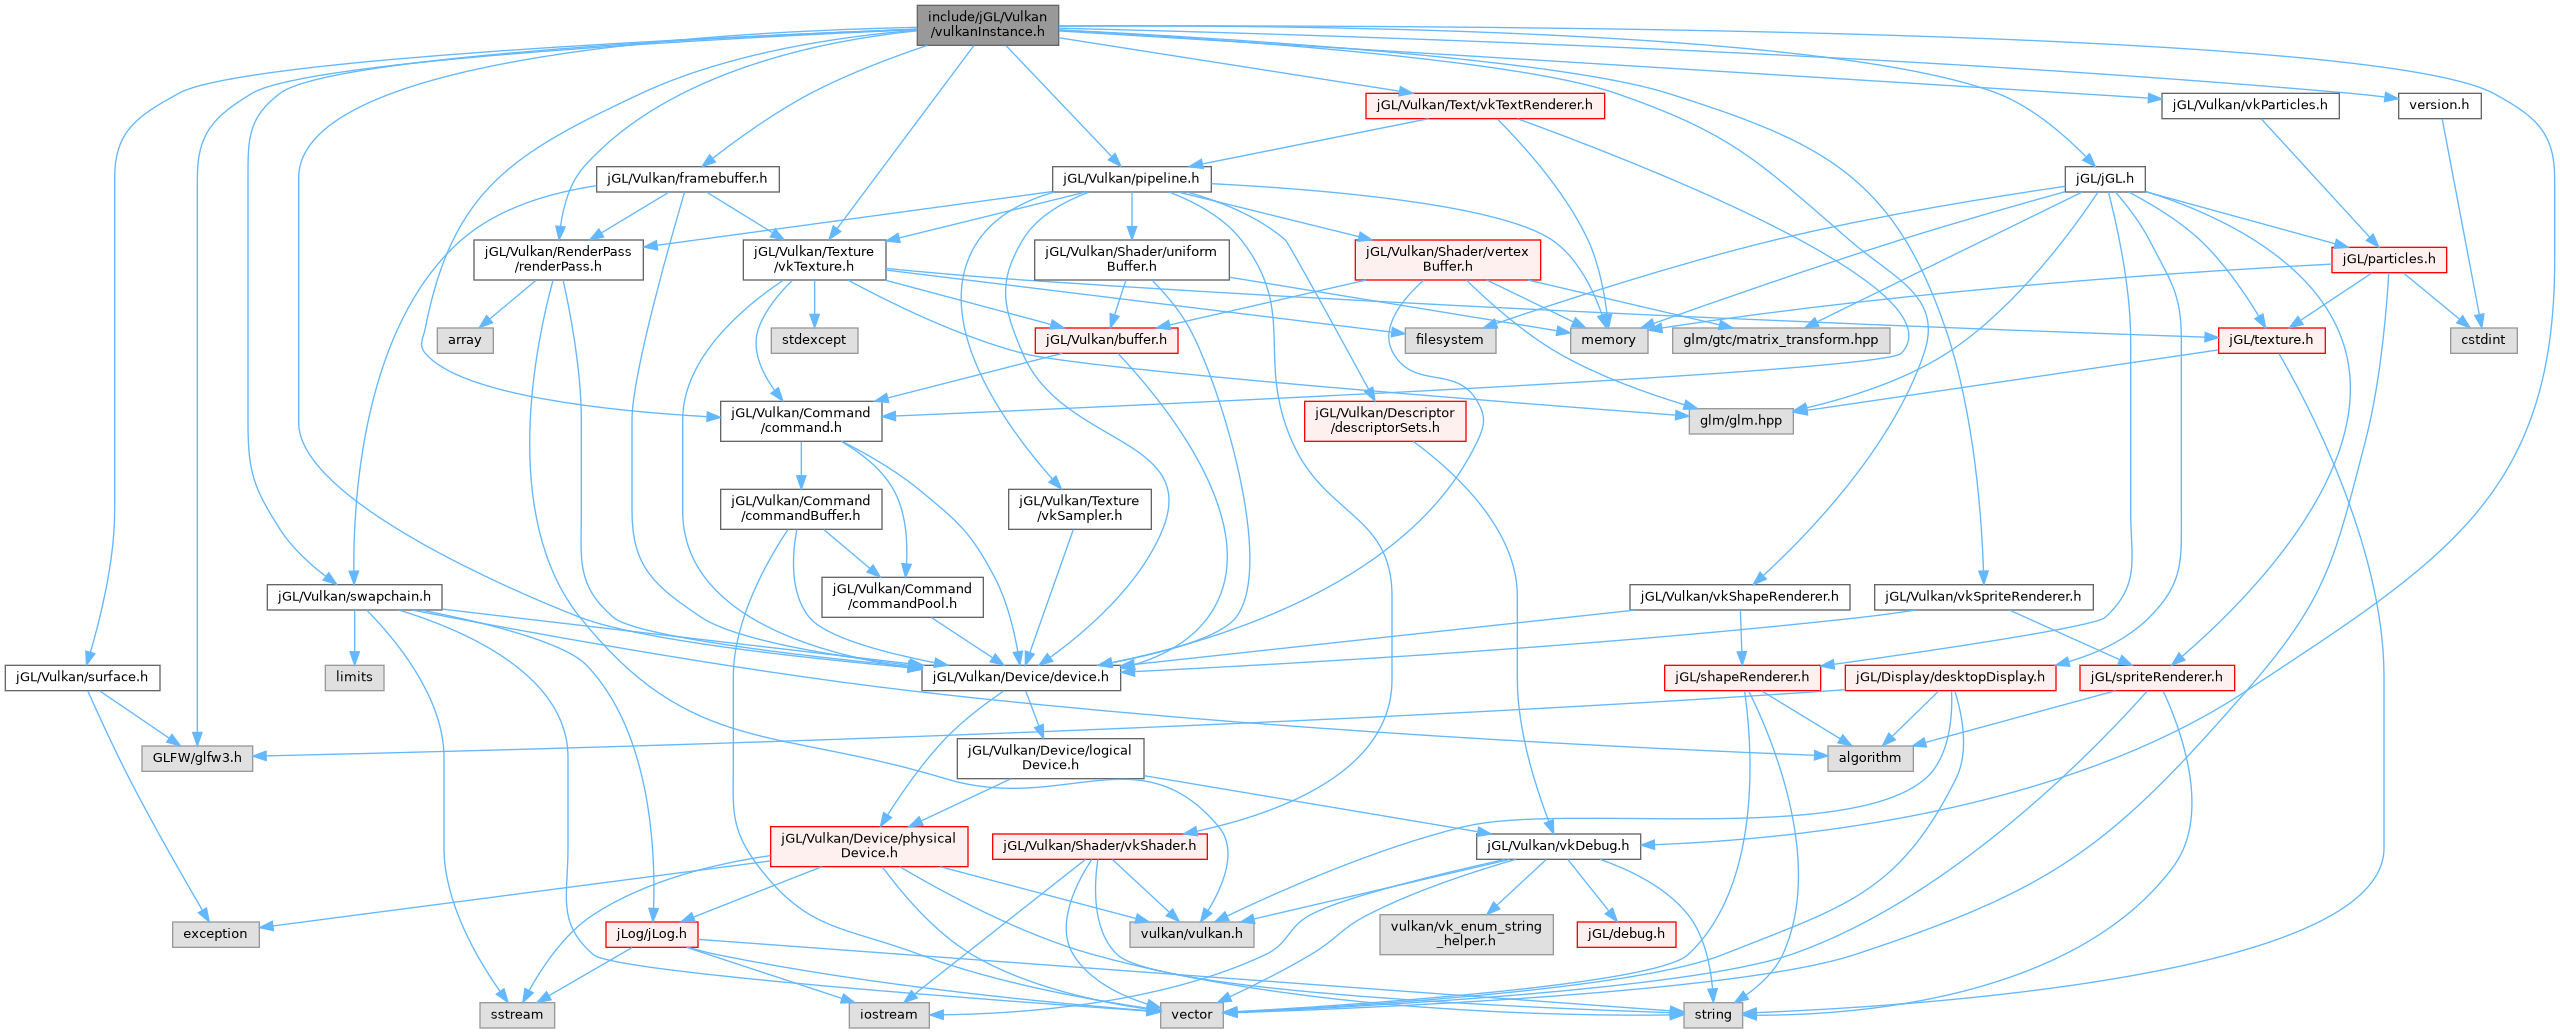 include/jGL/Vulkan
/vulkanInstance.h
jGL/Vulkan/Text/vkTextRenderer.h
jGL/Vulkan/vkParticles.h
version.h
jGL/Vulkan/framebuffer.h
jGL/Vulkan/pipeline.h
jGL/jGL.h
jGL/Vulkan/RenderPass
/renderPass.h
jGL/Vulkan/Texture
/vkTexture.h
jGL/Vulkan/Shader/uniform
Buffer.h
jGL/Vulkan/Shader/vertex
Buffer.h
jGL/particles.h
array
stdexcept
jGL/Vulkan/buffer.h
filesystem
memory
glm/gtc/matrix_transform.hpp
jGL/texture.h
cstdint
jGL/Vulkan/Command
/command.h
jGL/Vulkan/Descriptor
/descriptorSets.h
glm/glm.hpp
jGL/Vulkan/Command
/commandBuffer.h
jGL/Vulkan/Texture
/vkSampler.h
jGL/Vulkan/swapchain.h
jGL/Vulkan/Command
/commandPool.h
jGL/Vulkan/vkShapeRenderer.h
jGL/Vulkan/vkSpriteRenderer.h
jGL/Vulkan/surface.h
limits
jGL/Vulkan/Device/device.h
jGL/shapeRenderer.h
jGL/Display/desktopDisplay.h
jGL/spriteRenderer.h
GLFW/glfw3.h
jGL/Vulkan/Device/logical
Device.h
algorithm
jGL/Vulkan/Device/physical
Device.h
jGL/Vulkan/Shader/vkShader.h
jGL/Vulkan/vkDebug.h
exception
jLog/jLog.h
vulkan/vulkan.h
vulkan/vk_enum_string
_helper.h
jGL/debug.h
sstream
iostream
vector
string